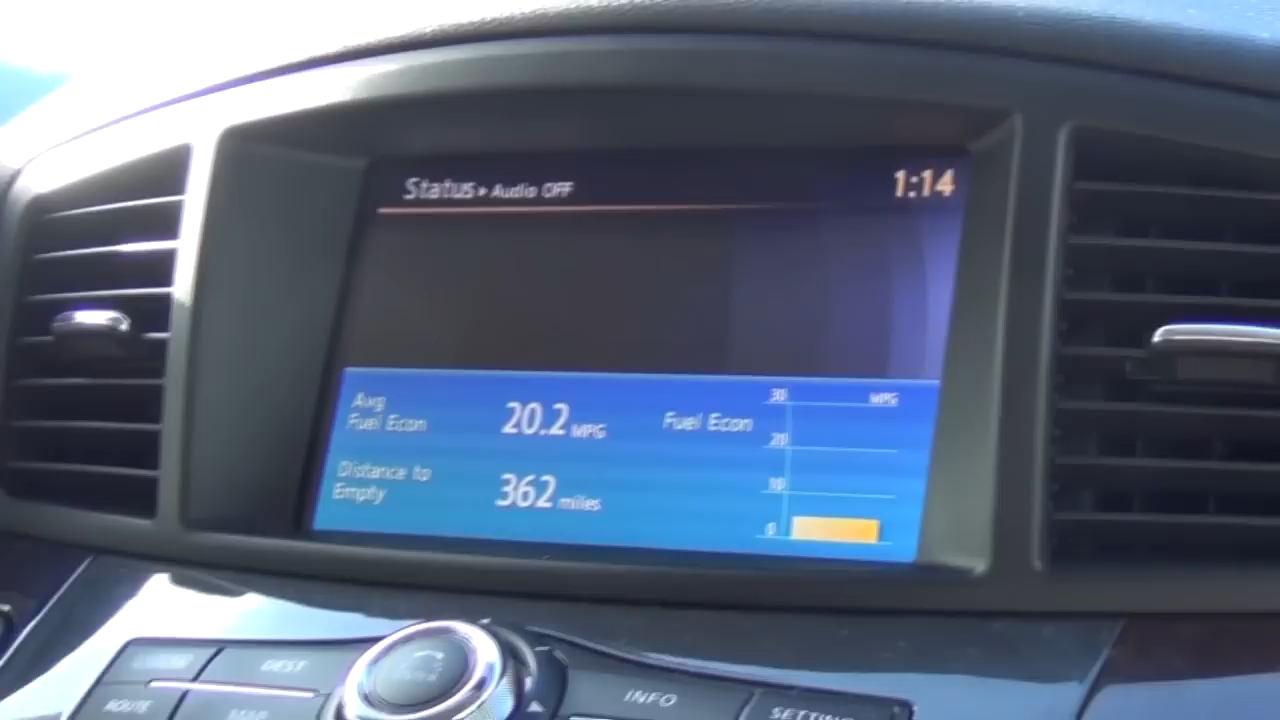 Status ▸ Audio OFF
1:14
Avg
Fuel Econ
20.2 MPG
Distance to
Empty
362 miles
Fuel Econ
30
MPG
20
10
0
DEST
ROUTE
MAP
INFO
SETTING